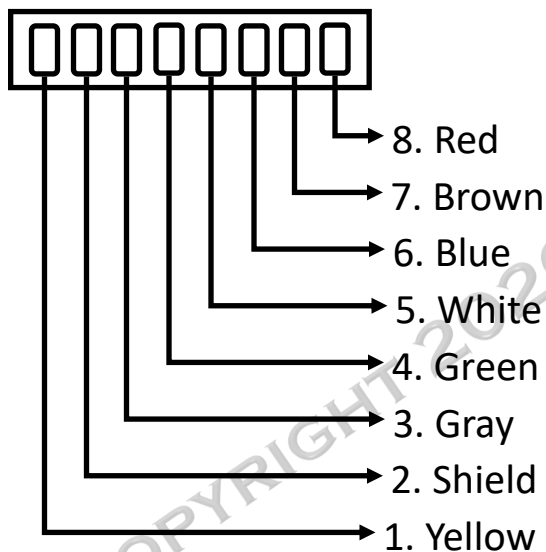 8. Red
7. Brown
6. Blue
5. White
4. Green
3. Gray
2. Shield
1. Yellow